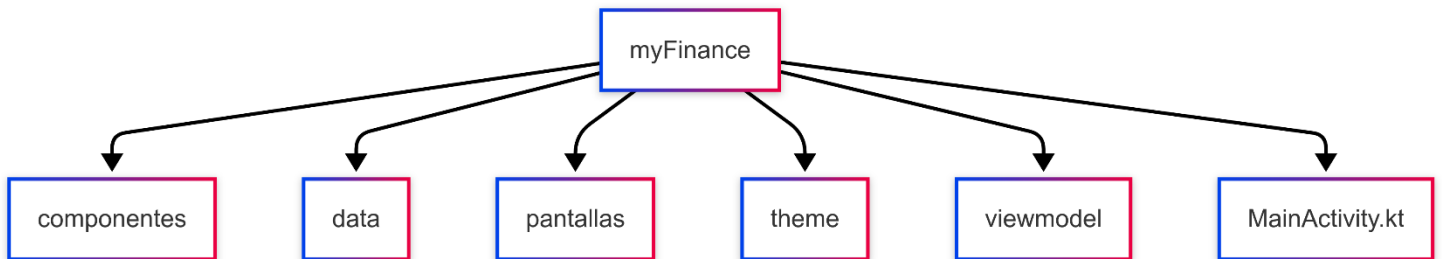 myFinance
componentes
data
pantallas
theme
viewmodel
MainActivity.kt